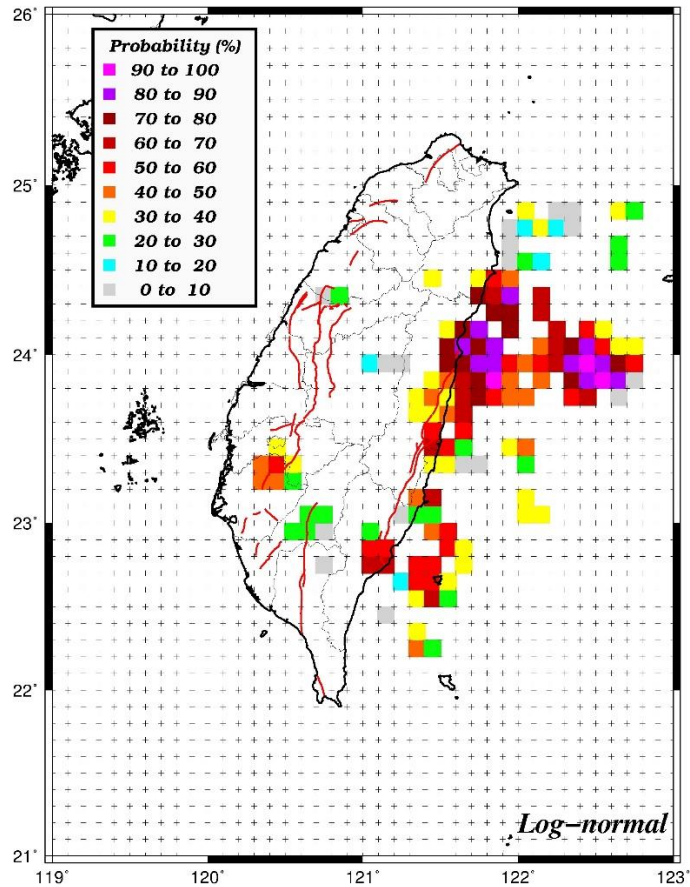 26°
Probability (%)
90 to 100
80 to 90
70 to 80
60 to 70
50 to 60
40 to 50
30 to 40
20 to 30
10 to 20
0 to 10
25°
24°
23°
22°
Log-normal
21°
119° 120° 121° 122° 123°